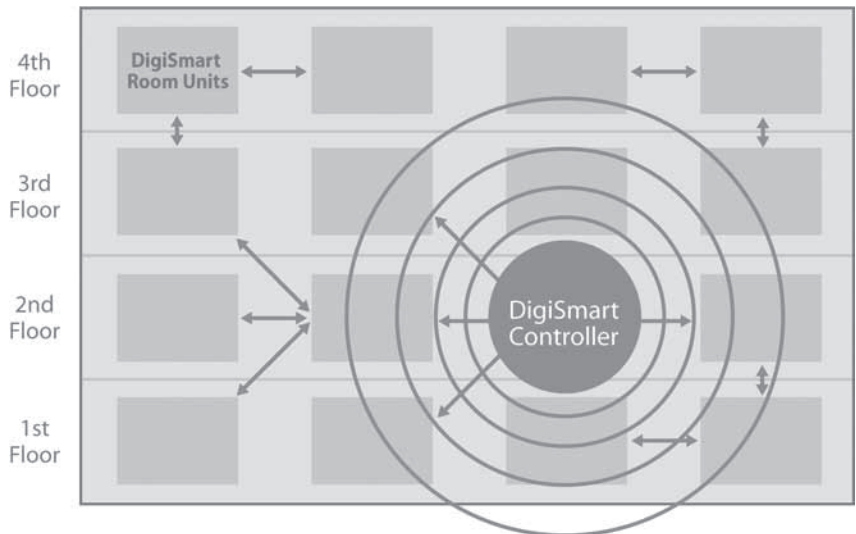 4th
Floor
DigiSmart
Room Units
3rd
Floor
2nd
Floor
DigiSmart
Controller
1st
Floor